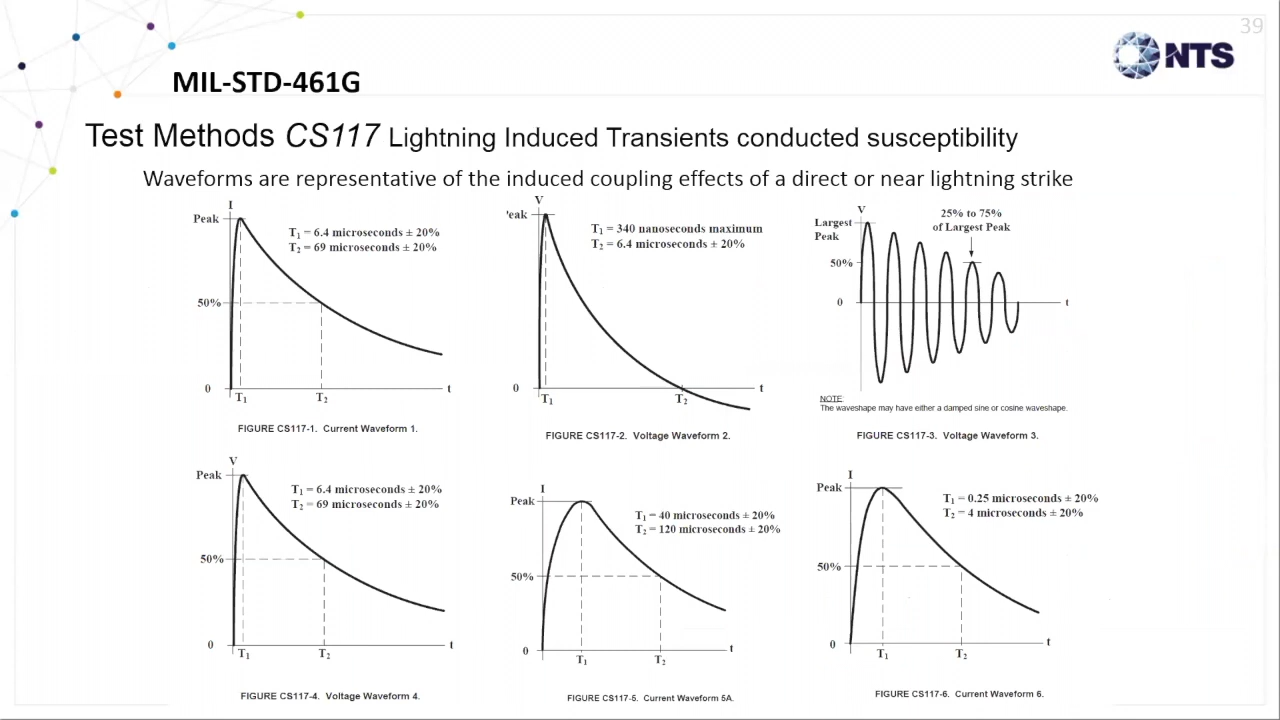 39
NTS
MIL-STD-461G
Test Methods CS117 Lightning Induced Transients conducted susceptibility
Waveforms are representative of the induced coupling effects of a direct or near lightning strike
I
Peak
T1 = 6.4 microseconds ± 20%
T2 = 69 microseconds ± 20%
50%
0
T1
T2
t
FIGURE CS117-1. Current Waveform 1.
V
'eak
T1 = 340 nanoseconds maximum
T2 = 6.4 microseconds ± 20%
0
T1
T2
t
FIGURE CS117-2. Voltage Waveform 2.
V
Largest
Peak
25% to 75%
of Largest Peak
50%
0
t
NOTE:
The waveshape may have either a damped sine or cosine waveshape.
FIGURE CS117-3. Voltage Waveform 3.
V
Peak
T1 = 6.4 microseconds ± 20%
T2 = 69 microseconds ± 20%
50%
0
T1
T2
t
FIGURE CS117-4. Voltage Waveform 4.
I
Peak
T1 = 40 microseconds ± 20%
T2 = 120 microseconds ± 20%
50%
0
T1
T2
t
FIGURE CS117-5. Current Waveform 5A.
I
Peak
T1 = 0.25 microseconds ± 20%
T2 = 4 microseconds ± 20%
50%
0
T1
T2
t
FIGURE CS117-6. Current Waveform 6.